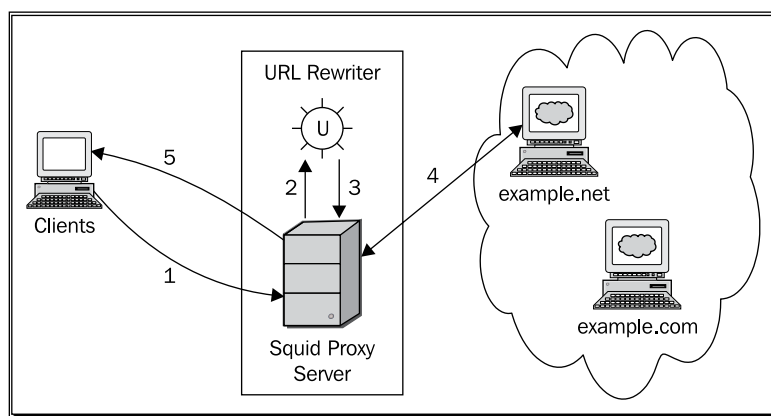 URL Rewriter
U
5
2
3
4
Clients
1
example.net
example.com
Squid Proxy
Server